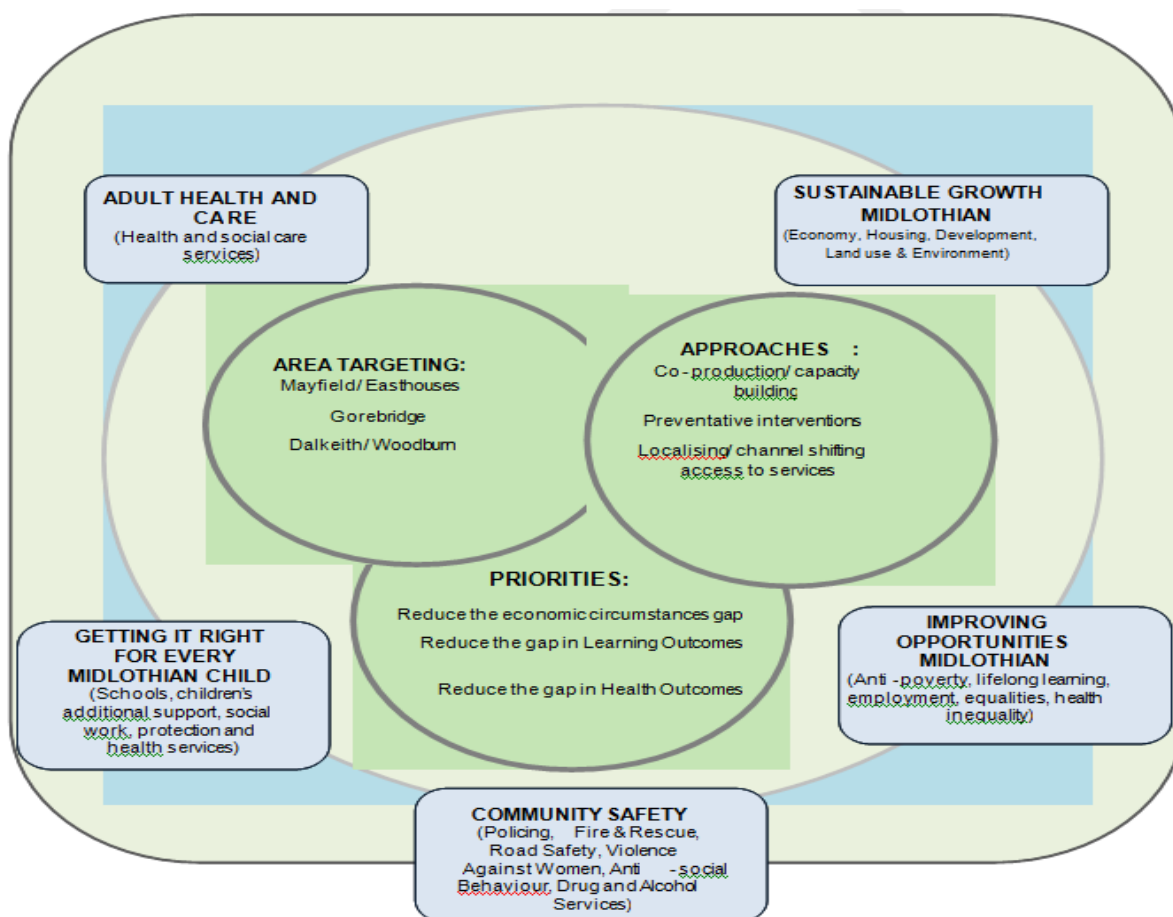 ADULT HEALTH AND
CARE
(Health and social care
services)
SUSTAINABLE GROWTH
MIDLOTHIAN
(Economy, Housing, Development,
Land use & Environment)
AREA TARGETING:
Mayfield/ Easthouses
Gorebridge
Dalkeith/ Woodburn
APPROACHES :
Co - production/ capacity
building
Preventative interventions
Localising/ channel shifting
access to services
PRIORITIES:
Reduce the economic circumstances gap
Reduce the gap in Learning Outcomes
Reduce the gap in Health Outcomes
GETTING IT RIGHT
FOR EVERY
MIDLOTHIAN CHILD
(Schools, children's
additional support, social
work, protection and
health services)
IMPROVING
OPPORTUNITIES
MIDLOTHIAN
(Anti - poverty, lifelong learning,
employment, equalities, health
inequality)
COMMUNITY SAFETY
(Policing, Fire & Rescue,
Road Safety, Violence
Against Women, Anti - social
Behaviour, Drug and Alcohol
Services)